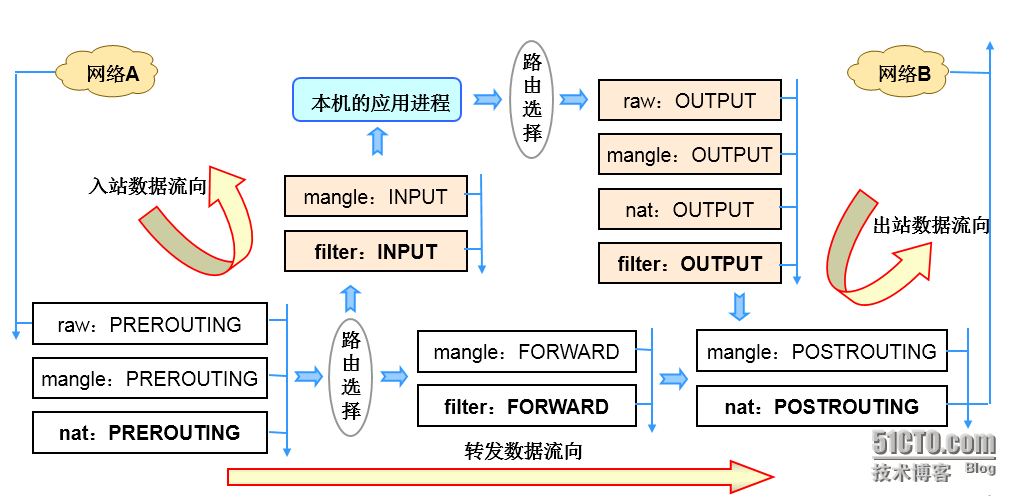 网络A
网络B
本机的应用进程
路由选择
raw：OUTPUT
mangle：OUTPUT
nat：OUTPUT
filter：OUTPUT
入站数据流向
mangle：INPUT
filter：INPUT
出站数据流向
raw：PREROUTING
mangle：PREROUTING
nat：PREROUTING
路由选择
mangle：FORWARD
filter：FORWARD
mangle：POSTROUTING
nat：POSTROUTING
转发数据流向
51CTO.com
技术博客 Blog